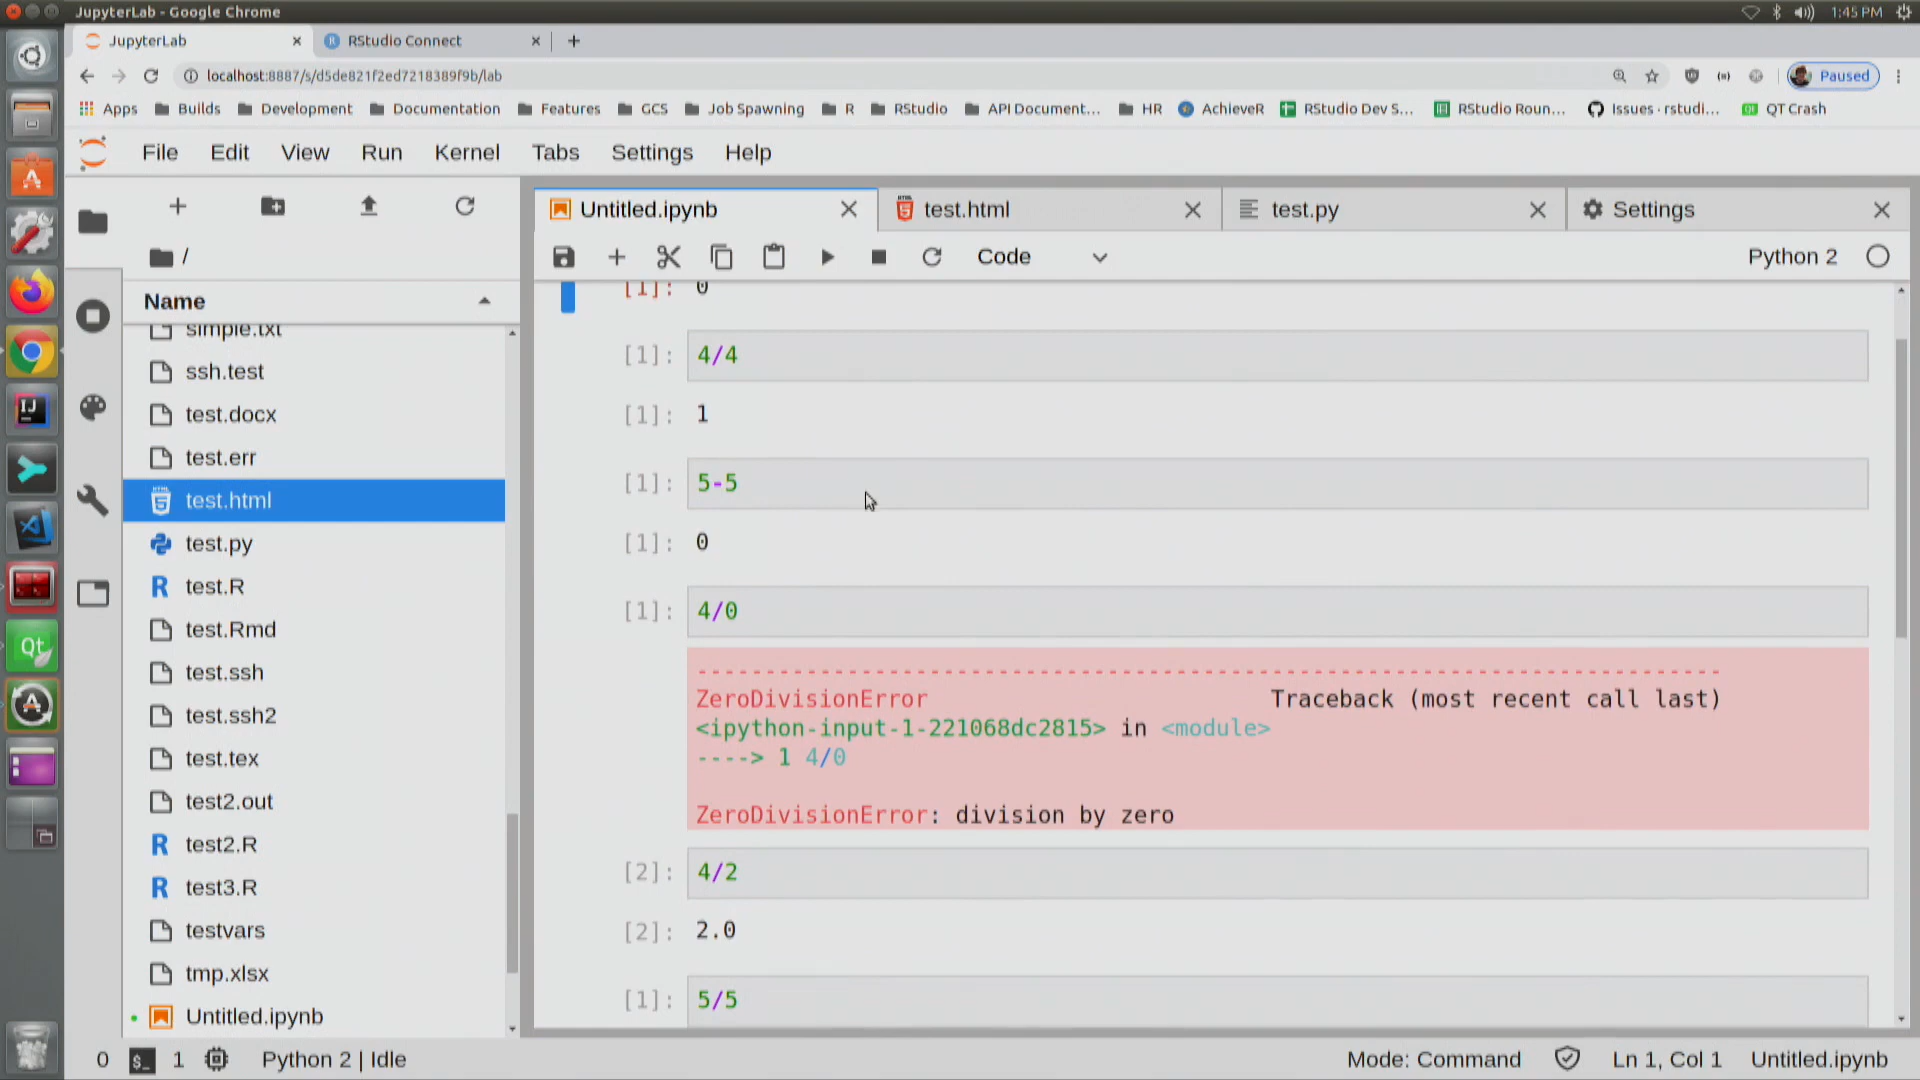 JupyterLab - Google Chrome
1:45 PM
JupyterLab
RStudio Connect
localhost:8887/s/d5de821f2ed7218389f9b/lab
Paused
Apps Builds Development Documentation Features GCS Job Spawning R RStudio API Document... HR AchieveR RStudio Dev S... RStudio Roun... Issues · rstudi... QT Crash
File Edit View Run Kernel Tabs Settings Help
Untitled.ipynb
test.html
test.py
Settings
Code
Python 2
/
Name
simple.txt
ssh.test
test.docx
test.err
test.html
test.py
test.R
test.Rmd
test.ssh
test.ssh2
test.tex
test2.out
test2.R
test3.R
testvars
tmp.xlsx
Untitled.ipynb
[1]: 0
[1]: 4/4
[1]: 1
[1]: 5-5
[1]: 0
[1]: 4/0
---------------------------------------------------------------------------
ZeroDivisionError Traceback (most recent call last)
<ipython-input-1-221068dc2815> in <module>
----> 1 4/0
ZeroDivisionError: division by zero
[2]: 4/2
[2]: 2.0
[1]: 5/5
0 $_ 1 Python 2 | Idle
Mode: Command Ln 1, Col 1 Untitled.ipynb